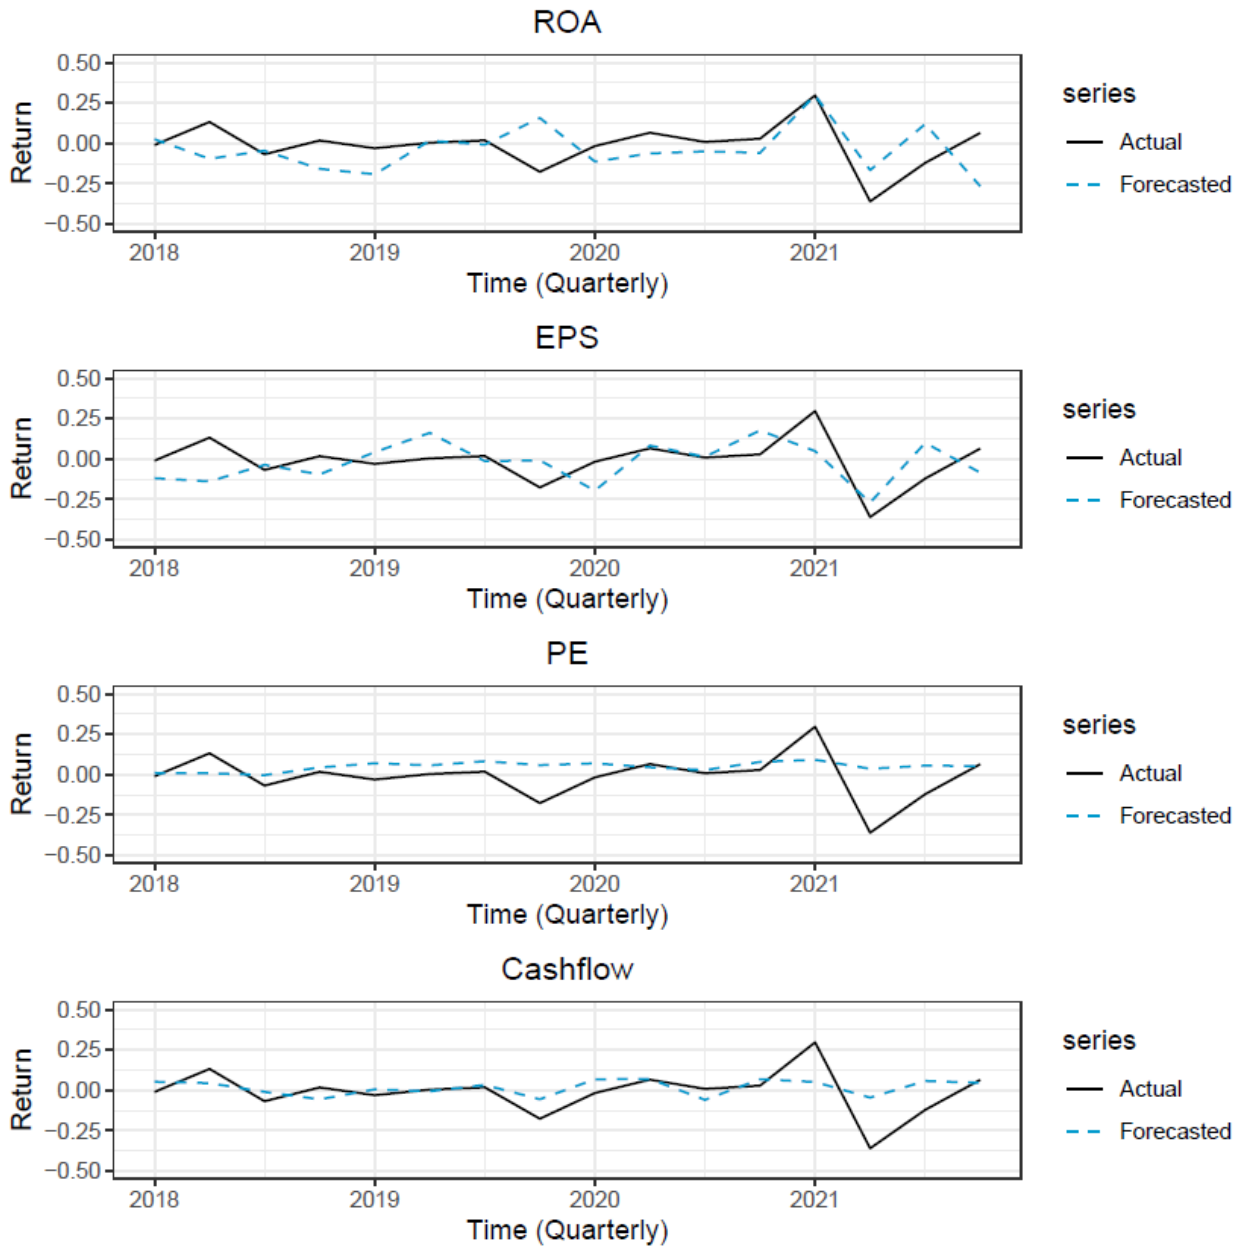 ROA
0.50
0.25
0.00
−0.25
−0.50
Return
2018 2019 2020 2021
Time (Quarterly)
series
Actual
Forecasted
EPS
0.50
0.25
0.00
−0.25
−0.50
Return
2018 2019 2020 2021
Time (Quarterly)
series
Actual
Forecasted
PE
0.50
0.25
0.00
−0.25
−0.50
Return
2018 2019 2020 2021
Time (Quarterly)
series
Actual
Forecasted
Cashflow
0.50
0.25
0.00
−0.25
−0.50
Return
2018 2019 2020 2021
Time (Quarterly)
series
Actual
Forecasted